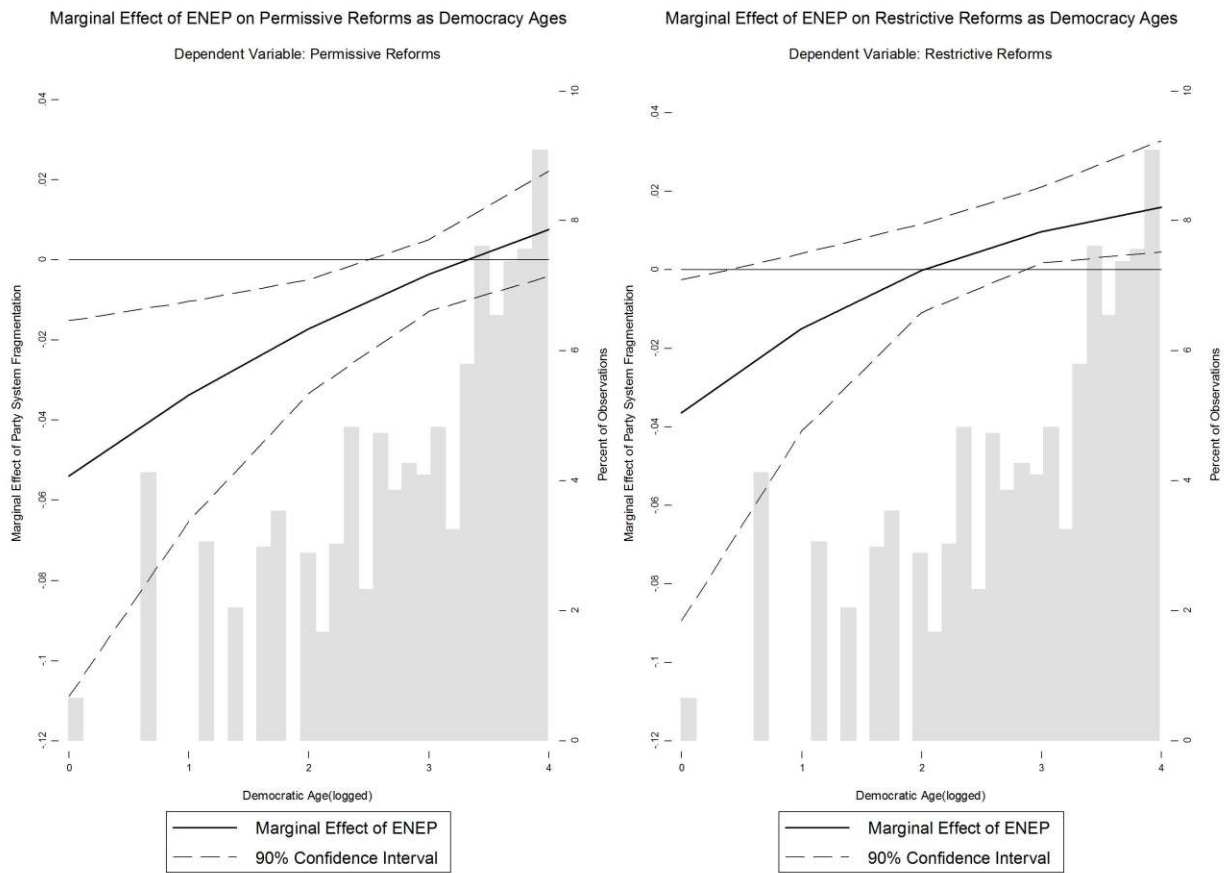 Marginal Effect of ENEP on Permissive Reforms as Democracy Ages
Dependent Variable: Permissive Reforms
Marginal Effect of Party System Fragmentation
.04
.02
0
-.02
-.04
-.06
-.08
-.1
-.12
10
8
6
4
2
0
Percent of Observations
0 1 2 3 4
Democratic Age(logged)
Marginal Effect of ENEP
90% Confidence Interval
Marginal Effect of ENEP on Restrictive Reforms as Democracy Ages
Dependent Variable: Restrictive Reforms
Marginal Effect of Party System Fragmentation
.04
.02
0
-.02
-.04
-.06
-.08
-.1
-.12
10
8
6
4
2
0
Percent of Observations
0 1 2 3 4
Democratic Age(logged)
Marginal Effect of ENEP
90% Confidence Interval